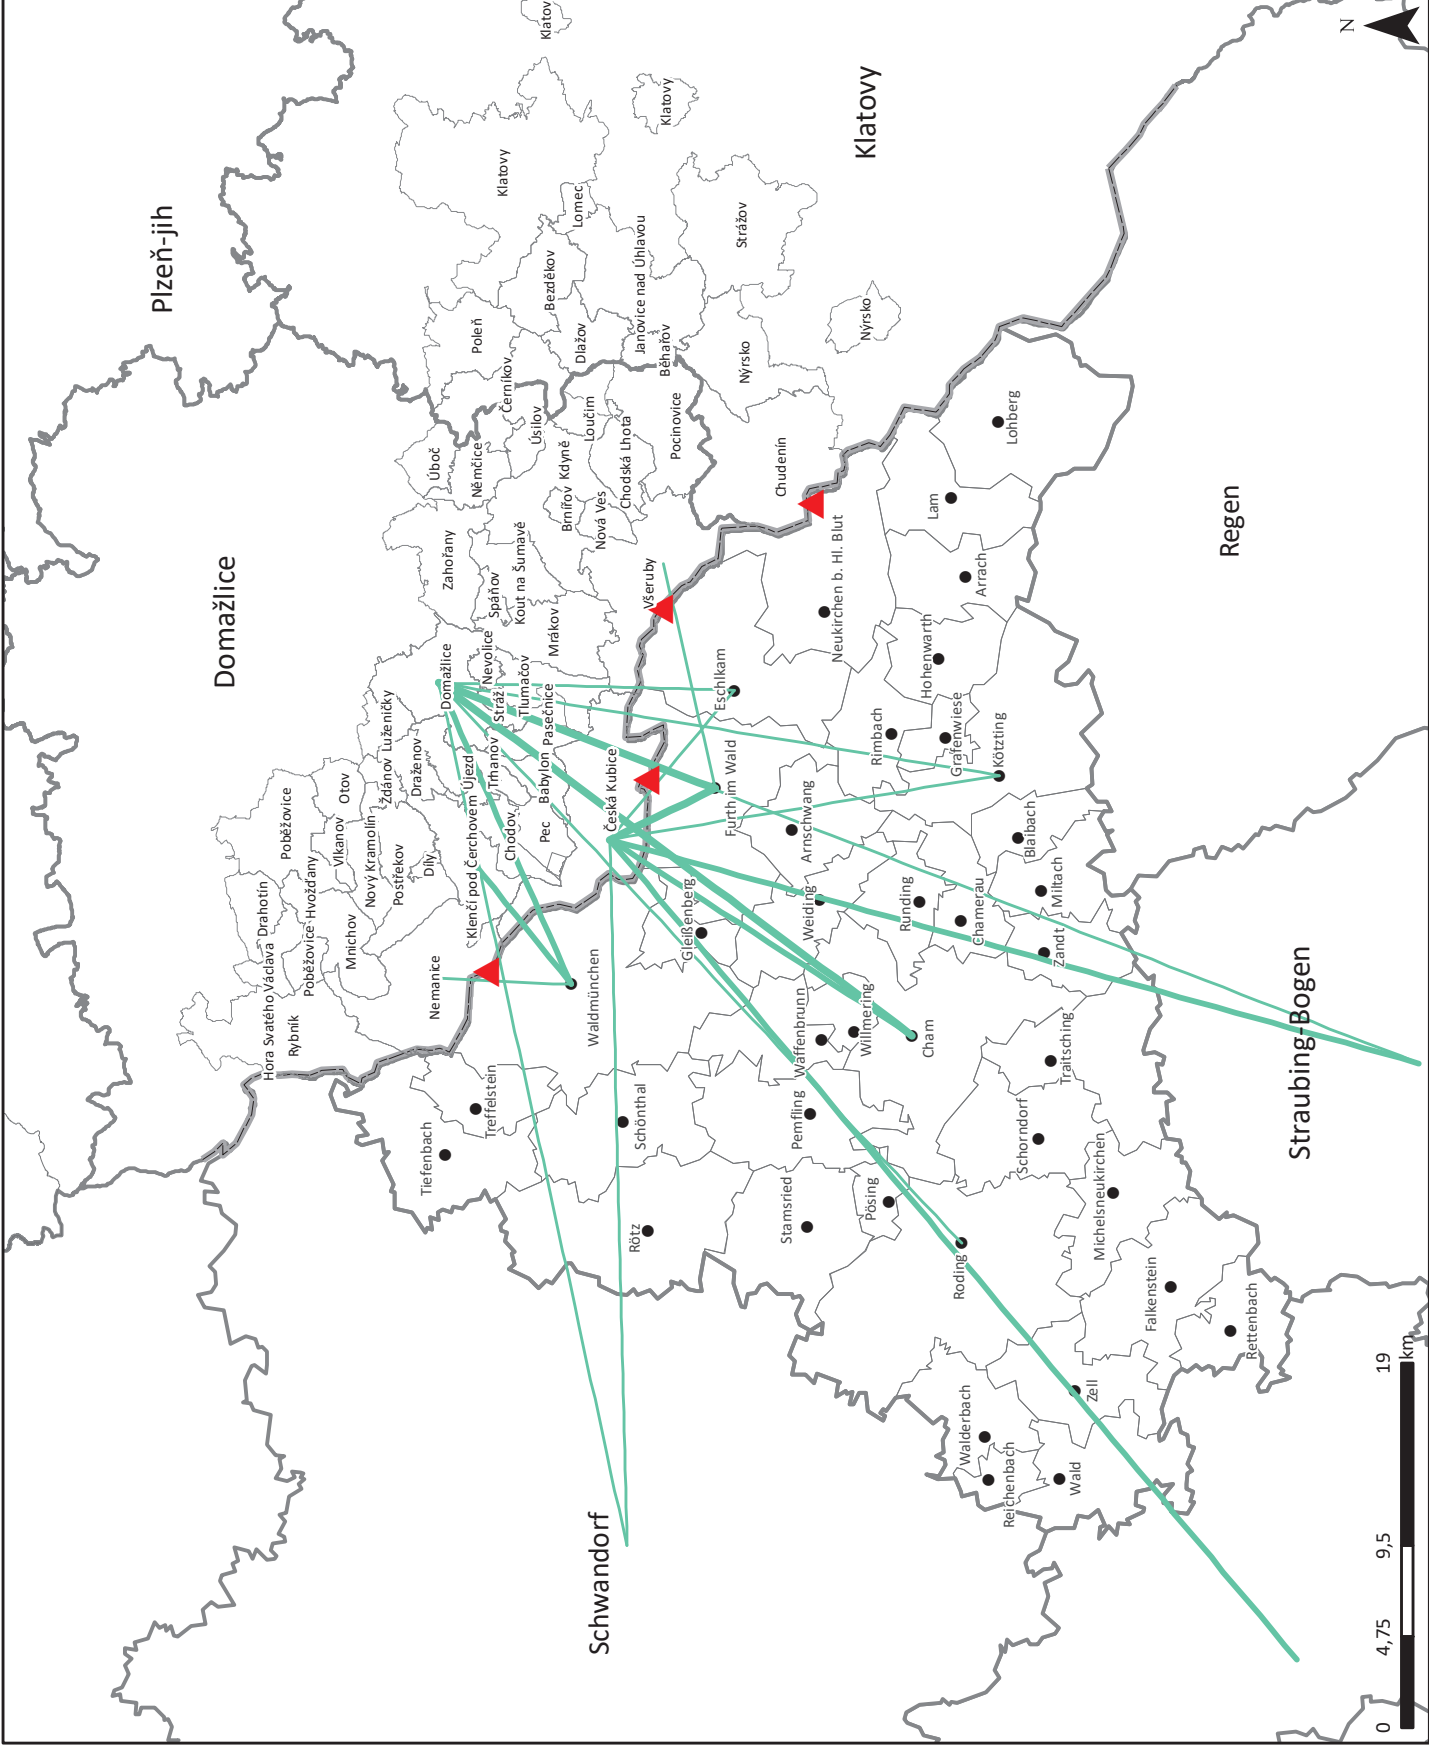 Plzeň-jih
Domažlice
Klatovy
Regen
Straubing-Bogen
Schwandorf
N
Klatov
Klatovy
Klatovy
Lomec
Strážov
Bezděkov
Janovice nad Úhlavou
Poleň
Dlažov
Běhařov
Nýrsko
Nýrsko
Černíkov
Úsilov
Loučim
Pocinovice
Chudenín
Úboč
Němčice
Kdyně
Chodská Lhota
Brnířov
Nová Ves
Zahořany
Spáňov
Kout na Šumavě
Mrákov
Všeruby
Domažlice
Nevolice
Stráž
Tlumačov
Pasečnice
Luženičky
Ždánov
Draženov
Trhanov
Babylon
Česká Kubice
Otov
Poběžovice
Vlkanov
Nový Kramolín
Postřekov
Díly
Klenčí pod Čerchovem
Újezd
Chodov
Pec
Drahotín
Hvožďany
Poběžovice
Mnichov
Hora Svatého Václava
Rybník
Nemanice
Waldmünchen
Gleißenberg
Furth im Wald
Eschlkam
Neukirchen b. Hl. Blut
Lohberg
Lam
Arrach
Hohenwarth
Grafenwiese
Rimbach
Kötzting
Arnschwang
Blaibach
Miltach
Weiding
Runding
Chamerau
Zandt
Waffenbrunn
Willmering
Cham
Traitsching
Schorndorf
Michelsneukirchen
Treffelstein
Tiefenbach
Schönthal
Pemfling
Rötz
Stamsried
Pösing
Roding
Falkenstein
Rettenbach
Zell
Walderbach
Reichenbach
Wald
0
4,75
9,5
19
km